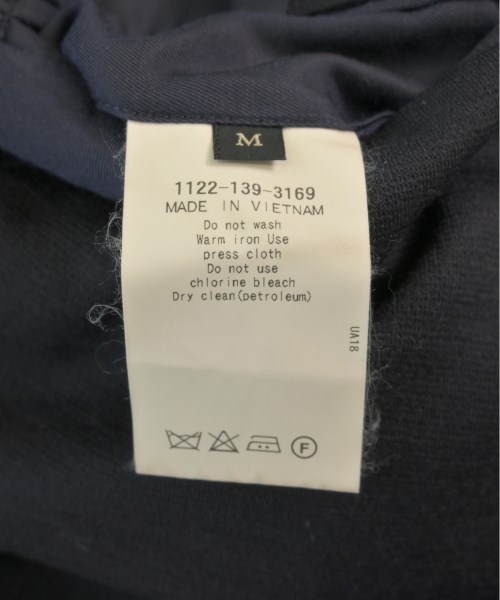 M
1122-139-3169
MADE IN VIETNAM
Do not wash
Warm iron Use
press cloth
Do not use
chlorine bleach
Dry clean(petroleum)
UA18
F